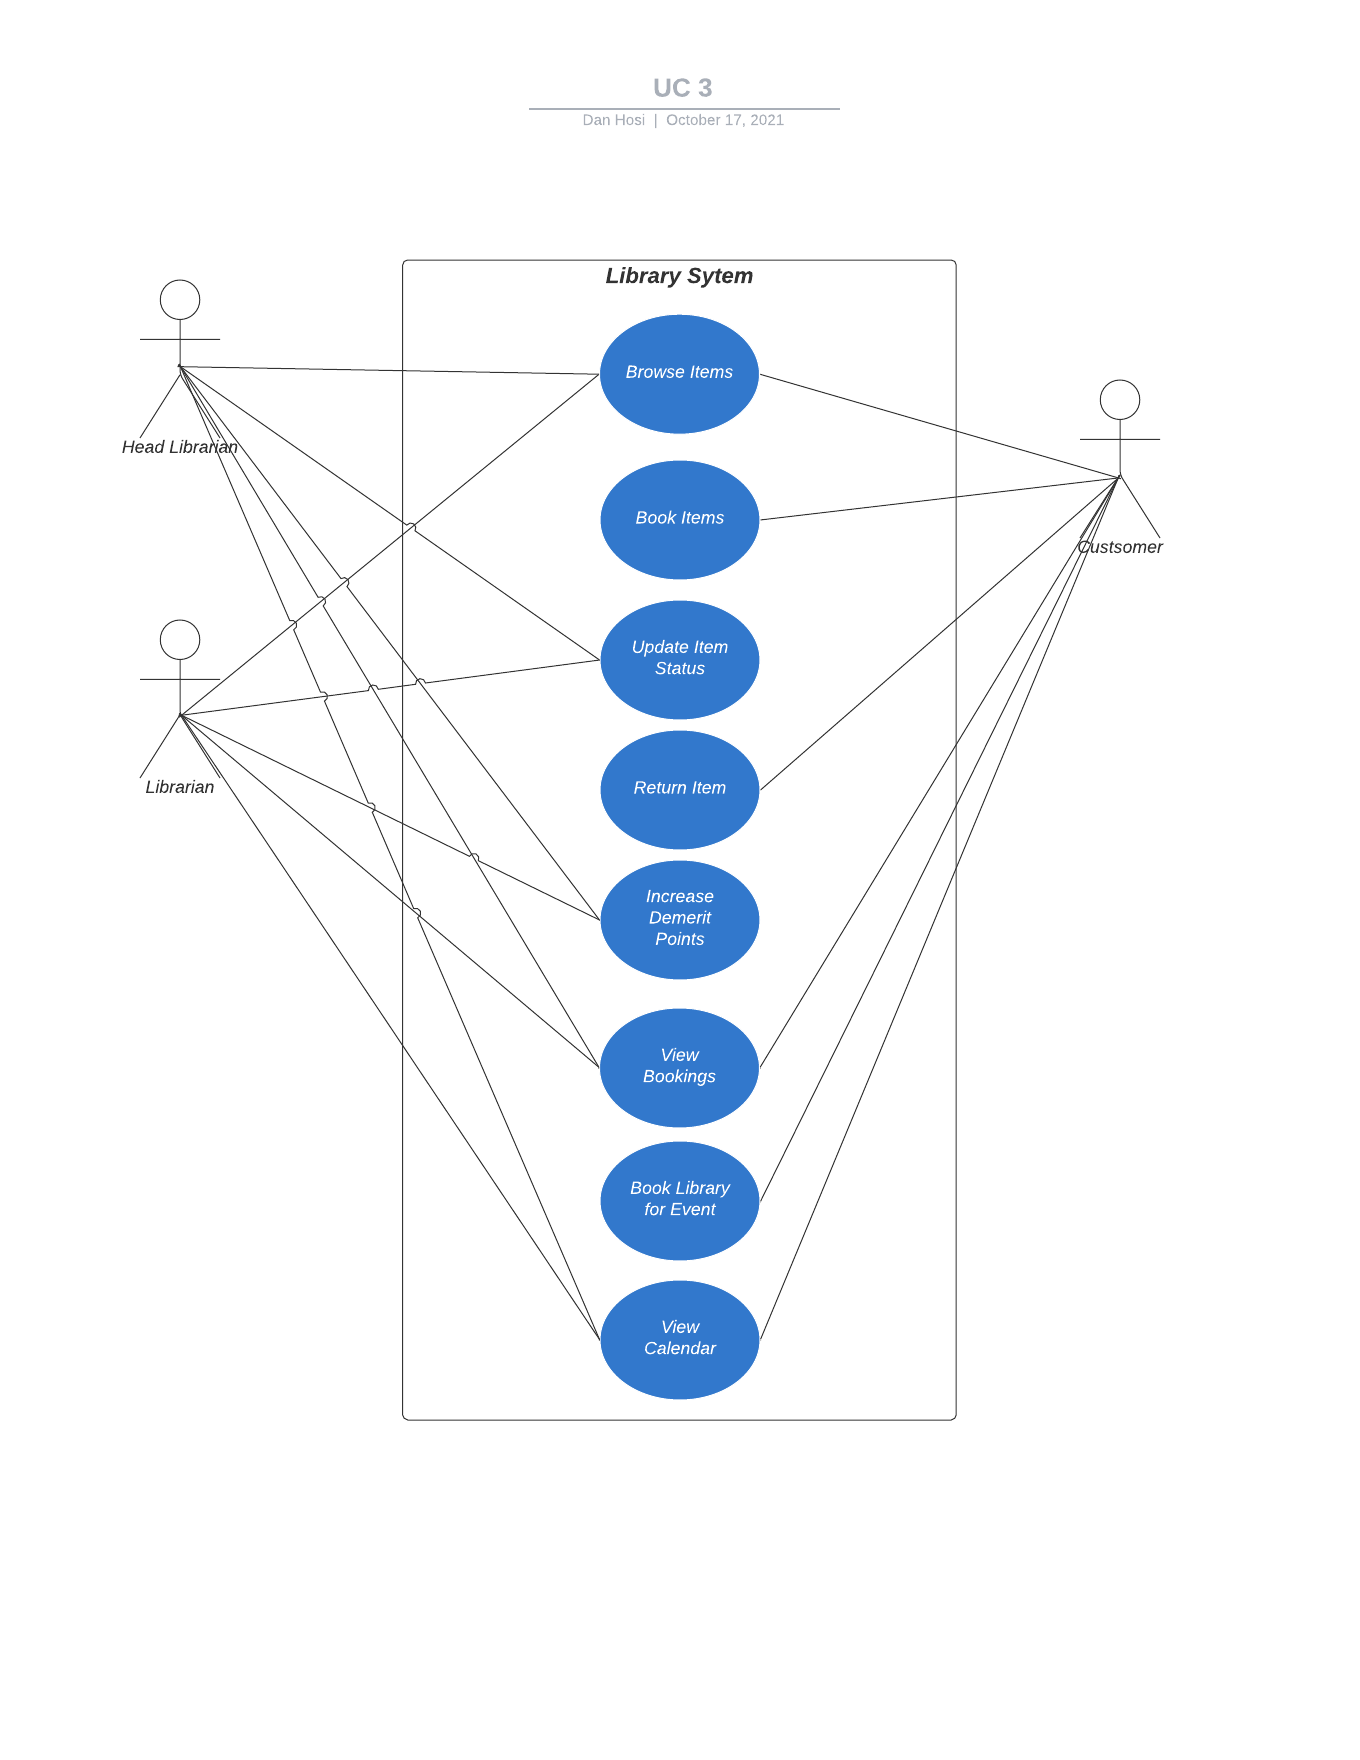 UC 3
Dan Hosi | October 17, 2021
Library Sytem
Head Librarian
Librarian
Browse Items
Book Items
Update Item
Status
Return Item
Increase
Demerit
Points
View
Bookings
Book Library
for Event
View
Calendar
Custsomer